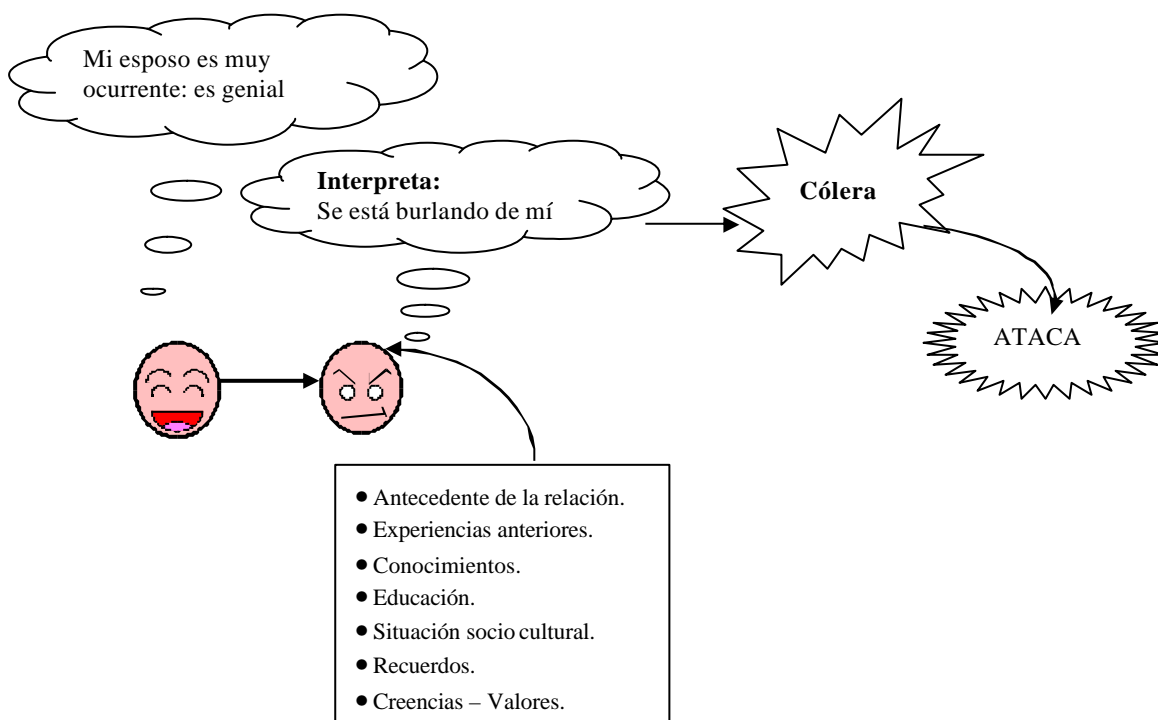 Mi esposo es muy
ocurrente: es genial
Interpreta:
Se está burlando de mí
Cólera
ATACA
• Antecedente de la relación.
• Experiencias anteriores.
• Conocimientos.
• Educación.
• Situación socio cultural.
• Recuerdos.
• Creencias – Valores.